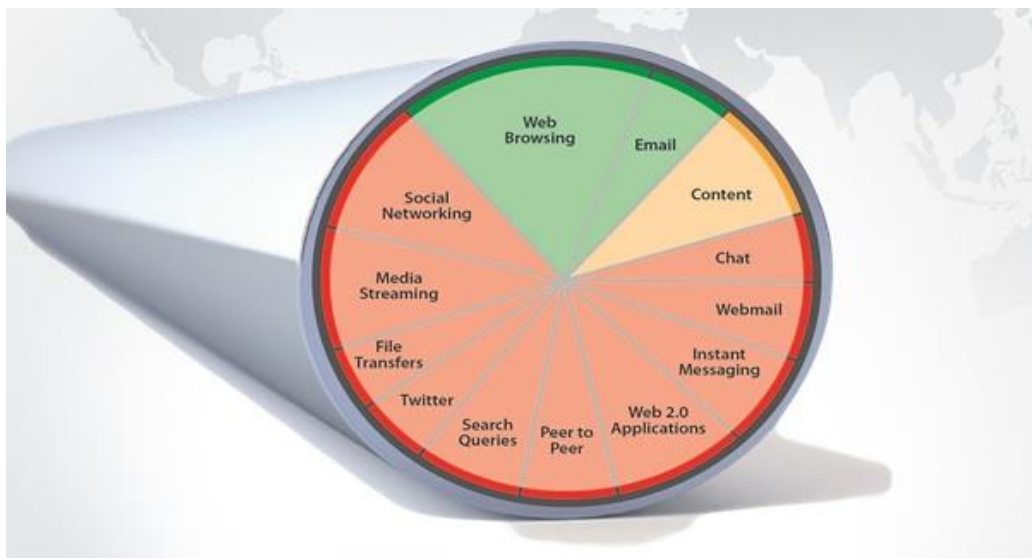 Web
Browsing
Email
Content
Chat
Webmail
Instant
Messaging
Web 2.0
Applications
Peer to
Peer
Search
Queries
Twitter
File
Transfers
Media
Streaming
Social
Networking